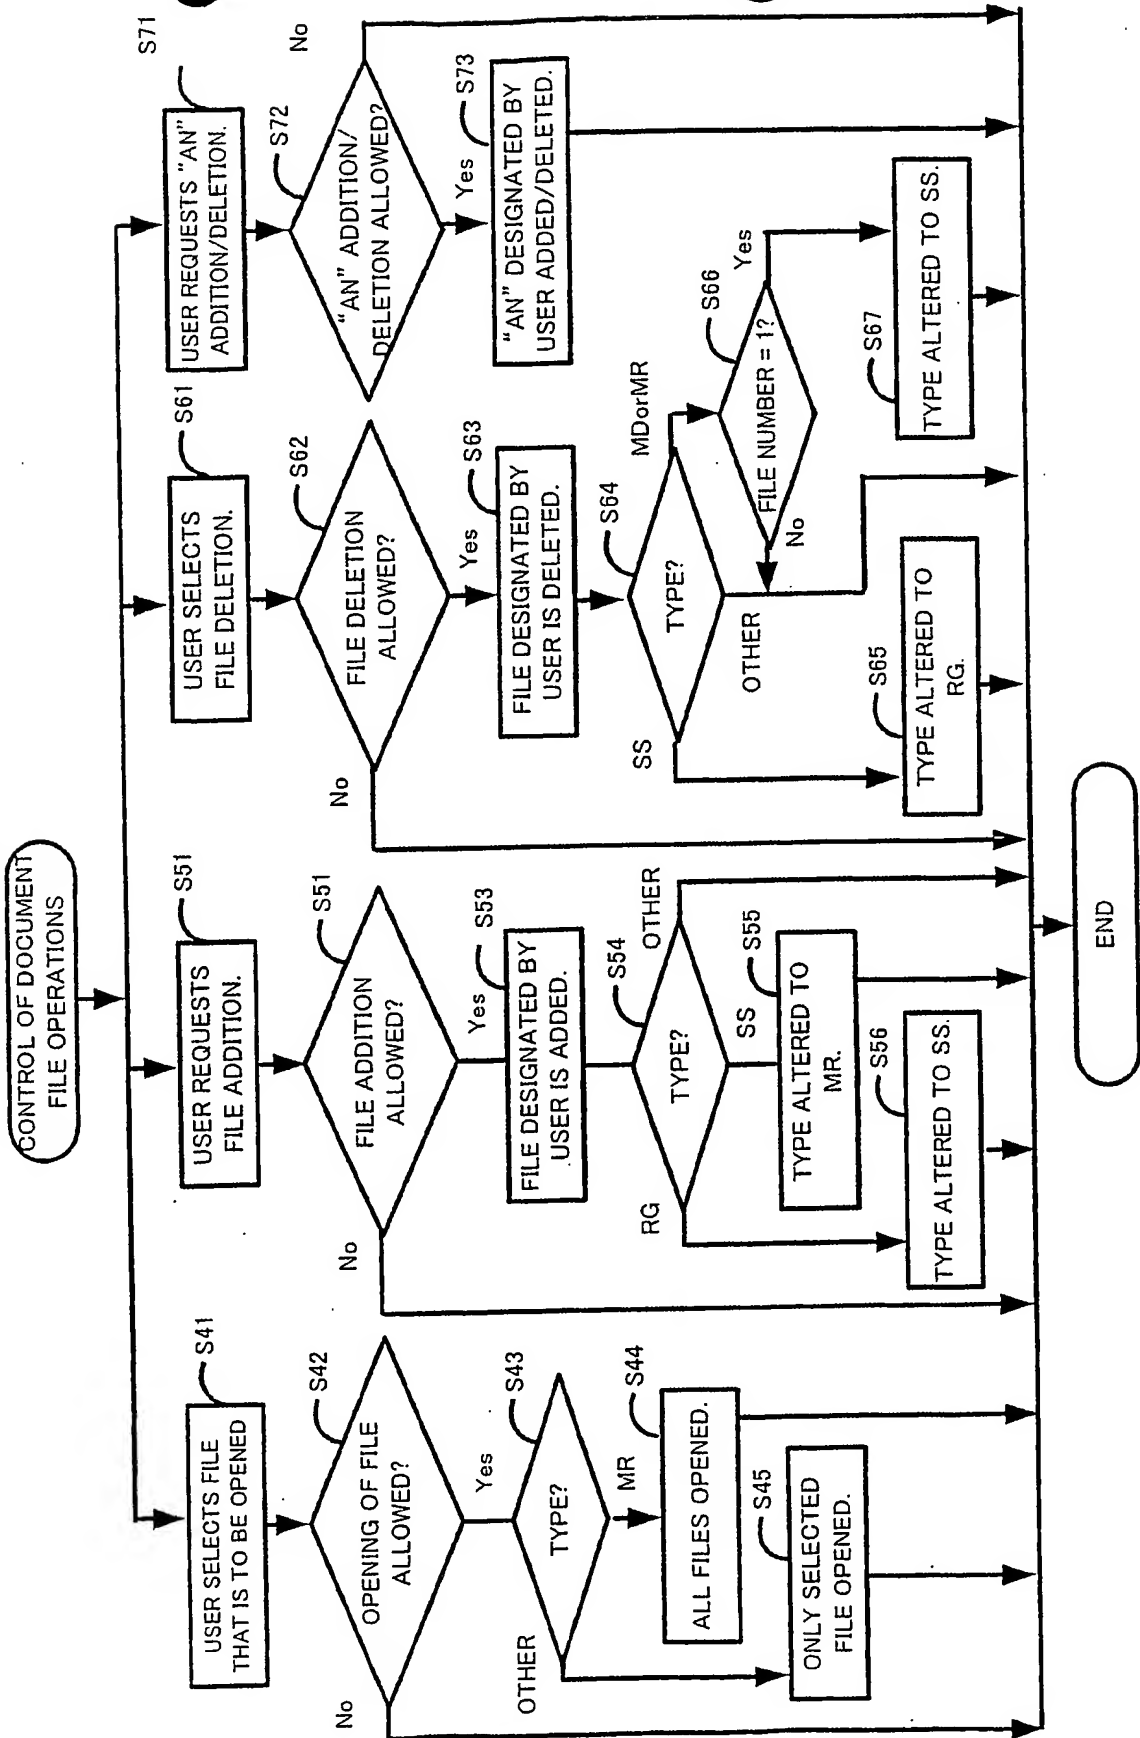 CONTROL OF DOCUMENT
FILE OPERATIONS
USER SELECTS FILE
THAT IS TO BE OPENED
S41
OPENING OF FILE
ALLOWED?
S42
No
Yes
TYPE?
S43
OTHER
MR
ALL FILES OPENED.
S44
ONLY SELECTED
FILE OPENED.
S45
USER REQUESTS
FILE ADDITION.
S51
FILE ADDITION
ALLOWED?
S51
No
Yes
FILE DESIGNATED BY
USER IS ADDED.
S53
TYPE?
S54
RG
SS
OTHER
TYPE ALTERED TO
MR.
S55
TYPE ALTERED TO SS.
S56
USER SELECTS
FILE DELETION.
S61
FILE DELETION
ALLOWED?
S62
No
Yes
FILE DESIGNATED BY
USER IS DELETED.
S63
TYPE?
S64
SS
OTHER
MDorMR
TYPE ALTERED TO
RG.
S65
FILE NUMBER = 1?
S66
No
Yes
TYPE ALTERED TO SS.
S67
USER REQUESTS "AN"
ADDITION/DELETION.
S71
"AN" ADDITION/
DELETION ALLOWED?
S72
No
Yes
"AN" DESIGNATED BY
USER ADDED/DELETED.
S73
END